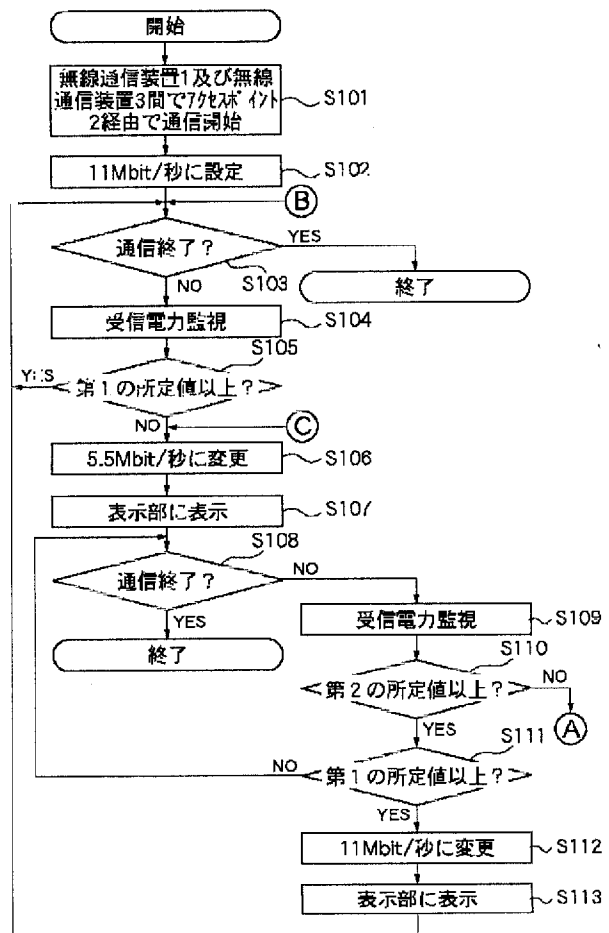 開始
無線通信装置1及び無線
通信装置3間でアクセスポイント
2経由で通信開始
S101
11Mbit/秒に設定
S102
B
通信終了？
YES
S103
NO
終了
受信電力監視
S104
S105
YES
第1の所定値以上？
NO
C
5.5Mbit/秒に変更
S106
表示部に表示
S107
S108
通信終了？
NO
YES
受信電力監視
S109
終了
S110
第2の所定値以上？
NO
A
YES
S111
NO
第1の所定値以上？
YES
11Mbit/秒に変更
S112
表示部に表示
S113